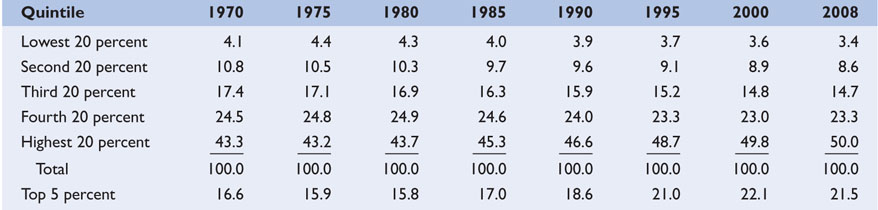 Quintile 1970 1975 1980 1985 1990 1995 2000 2008
Lowest 20 percent 4.1 4.4 4.3 4.0 3.9 3.7 3.6 3.4
Second 20 percent 10.8 10.5 10.3 9.7 9.6 9.1 8.9 8.6
Third 20 percent 17.4 17.1 16.9 16.3 15.9 15.2 14.8 14.7
Fourth 20 percent 24.5 24.8 24.9 24.6 24.0 23.3 23.0 23.3
Highest 20 percent 43.3 43.2 43.7 45.3 46.6 48.7 49.8 50.0
Total 100.0 100.0 100.0 100.0 100.0 100.0 100.0 100.0
Top 5 percent 16.6 15.9 15.8 17.0 18.6 21.0 22.1 21.5